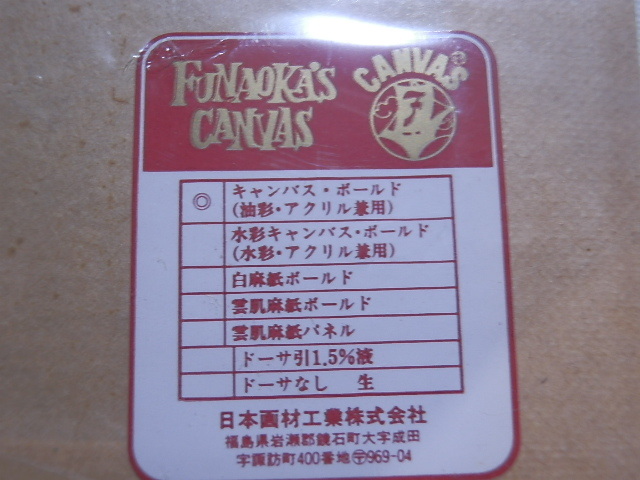 FUNAOKA'S
CANVAS
CANVAS®
F
◎ キャンバス・ボールド
(油彩・アクリル兼用)
水彩キャンバス・ボールド
(水彩・アクリル兼用)
白麻紙ボールド
雲肌麻紙ボールド
雲肌麻紙パネル
ドーサ引1.5%液
ドーサなし 生
日本画材工業株式会社
福島県岩瀬郡鏡石町大字成田
字諏訪町400番地〶969-04